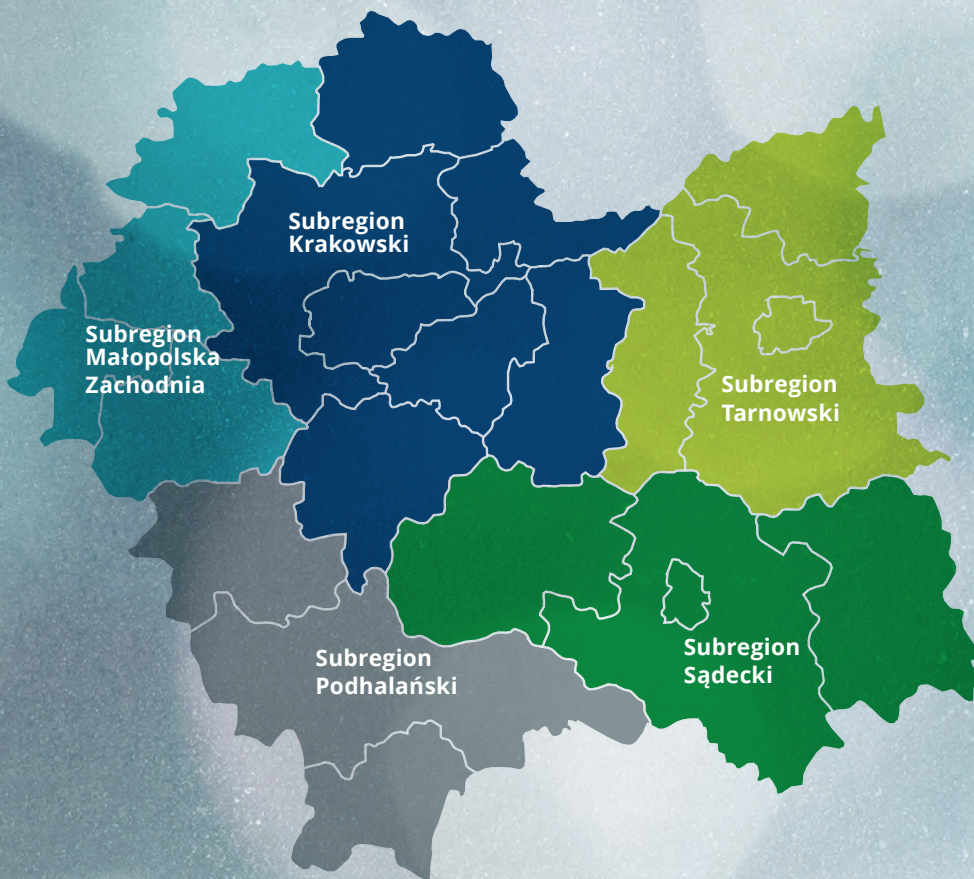 Subregion
Krakowski
Subregion
Małopolska
Zachodnia
Subregion
Tarnowski
Subregion
Podhalański
Subregion
Sądecki